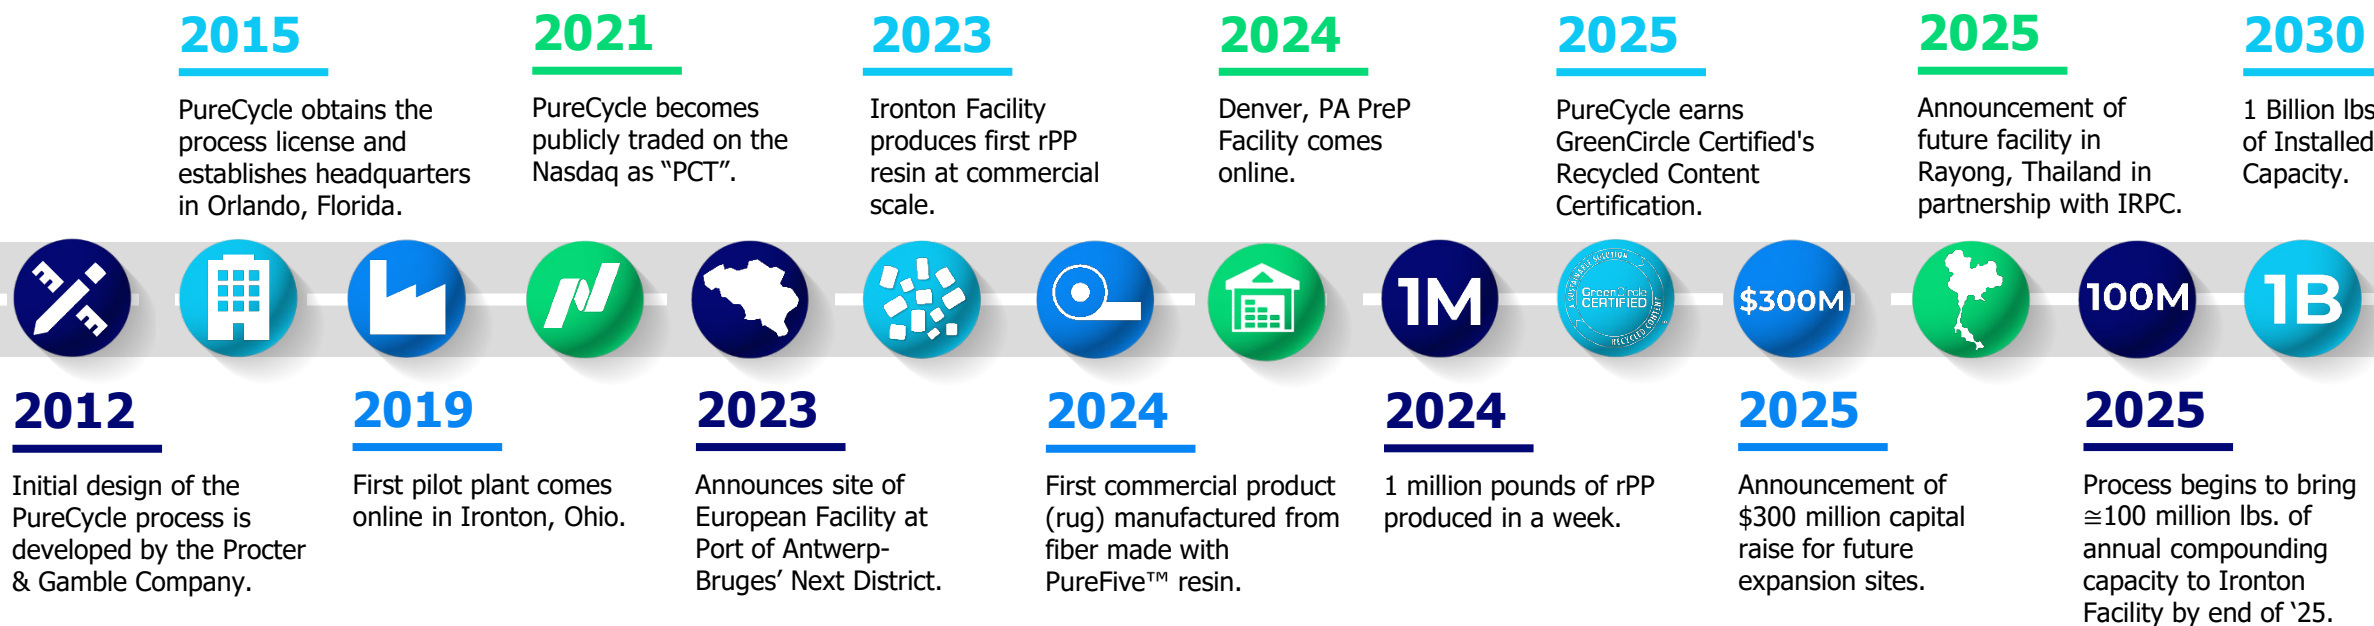 2015
PureCycle obtains the
process license and
establishes headquarters
in Orlando, Florida.
2021
PureCycle becomes
publicly traded on the
Nasdaq as “PCT”.
2023
Ironton Facility
produces first rPP
resin at commercial
scale.
2024
Denver, PA PreP
Facility comes
online.
2025
PureCycle earns
GreenCircle Certified's
Recycled Content
Certification.
2025
Announcement of
future facility in
Rayong, Thailand in
partnership with IRPC.
2030
1 Billion lbs
of Installed
Capacity.
1M
A SUSTAINABLE SOLUTION
GreenCircle
CERTIFIED
RECYCLED CONTENT
$300M
100M
1B
2012
Initial design of the
PureCycle process is
developed by the Procter
& Gamble Company.
2019
First pilot plant comes
online in Ironton, Ohio.
2023
Announces site of
European Facility at
Port of Antwerp-
Bruges’ Next District.
2024
First commercial product
(rug) manufactured from
fiber made with
PureFive™ resin.
2024
1 million pounds of rPP
produced in a week.
2025
Announcement of
$300 million capital
raise for future
expansion sites.
2025
Process begins to bring
≅100 million lbs. of
annual compounding
capacity to Ironton
Facility by end of ‘25.